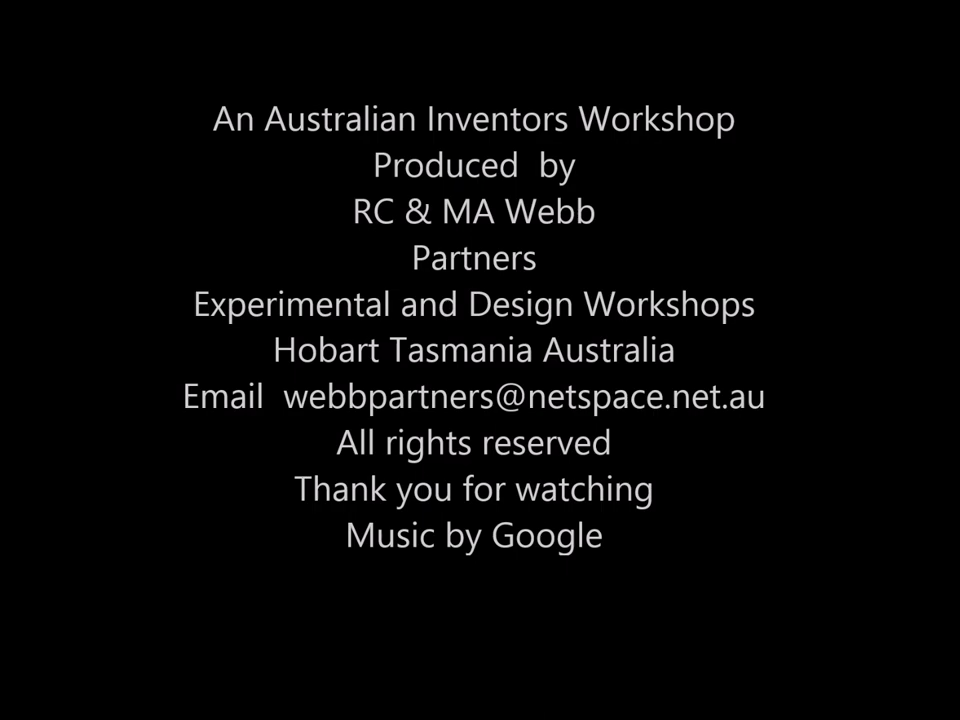 An Australian Inventors Workshop
Produced  by
RC & MA Webb
Partners
Experimental and Design Workshops
Hobart Tasmania Australia
Email  webbpartners@netspace.net.au
All rights reserved
Thank you for watching
Music by Google